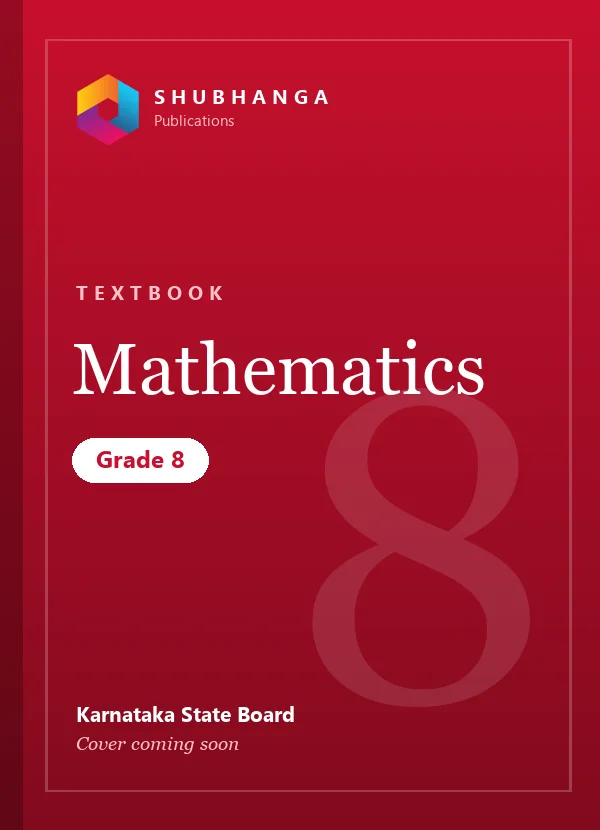 SHUBHANGA
Publications
TEXTBOOK
Mathematics
Grade 8
8
Karnataka State Board
Cover coming soon